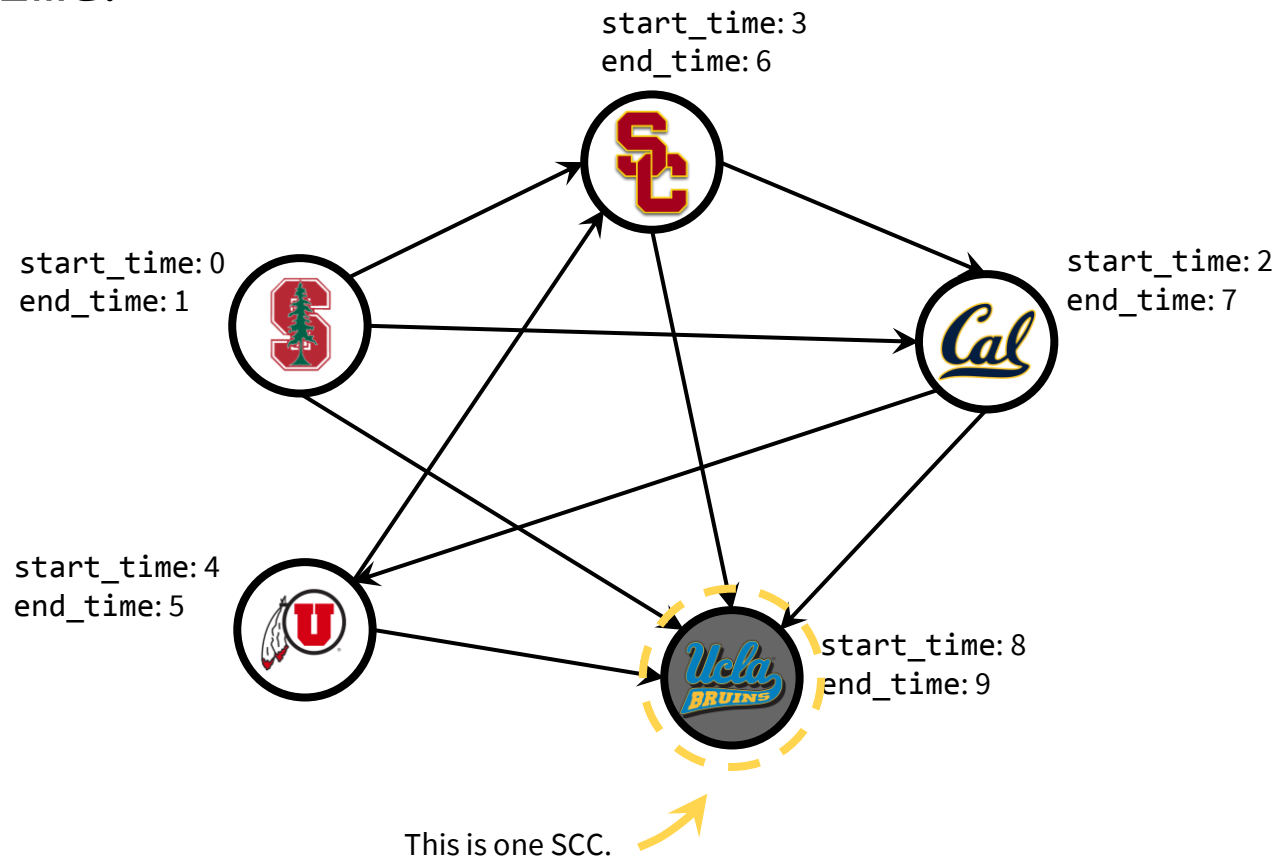 start_time: 3
end_time: 6
SC
start_time: 0
end_time: 1
S
start_time: 2
end_time: 7
Cal
start_time: 4
end_time: 5
U
Ucla
BRUINS
start_time: 8
end_time: 9
This is one SCC.